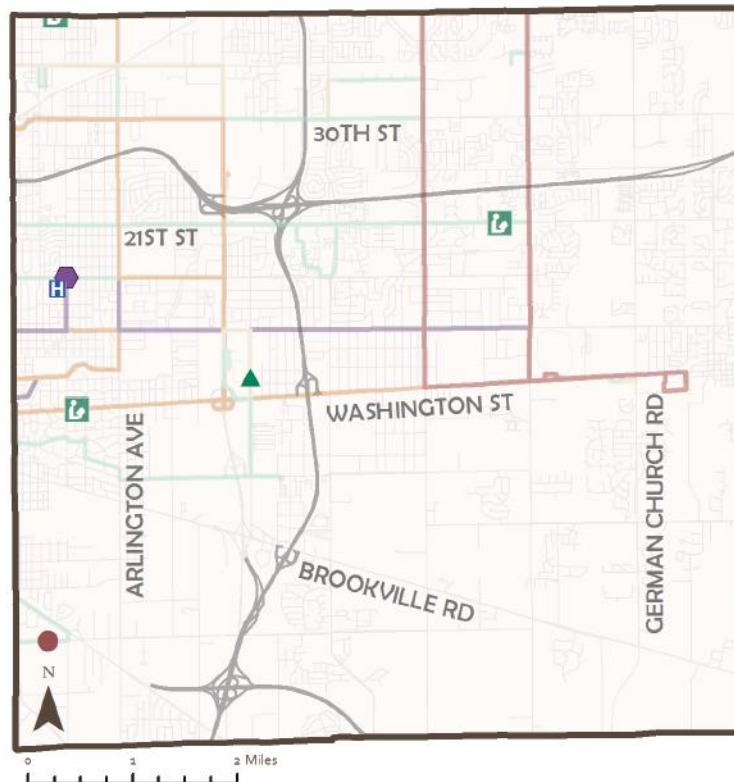 30TH ST
21ST ST
H
WASHINGTON ST
ARLINGTON AVE
GERMAN CHURCH RD
BROOKVILLE RD
N
0 1 2 Miles